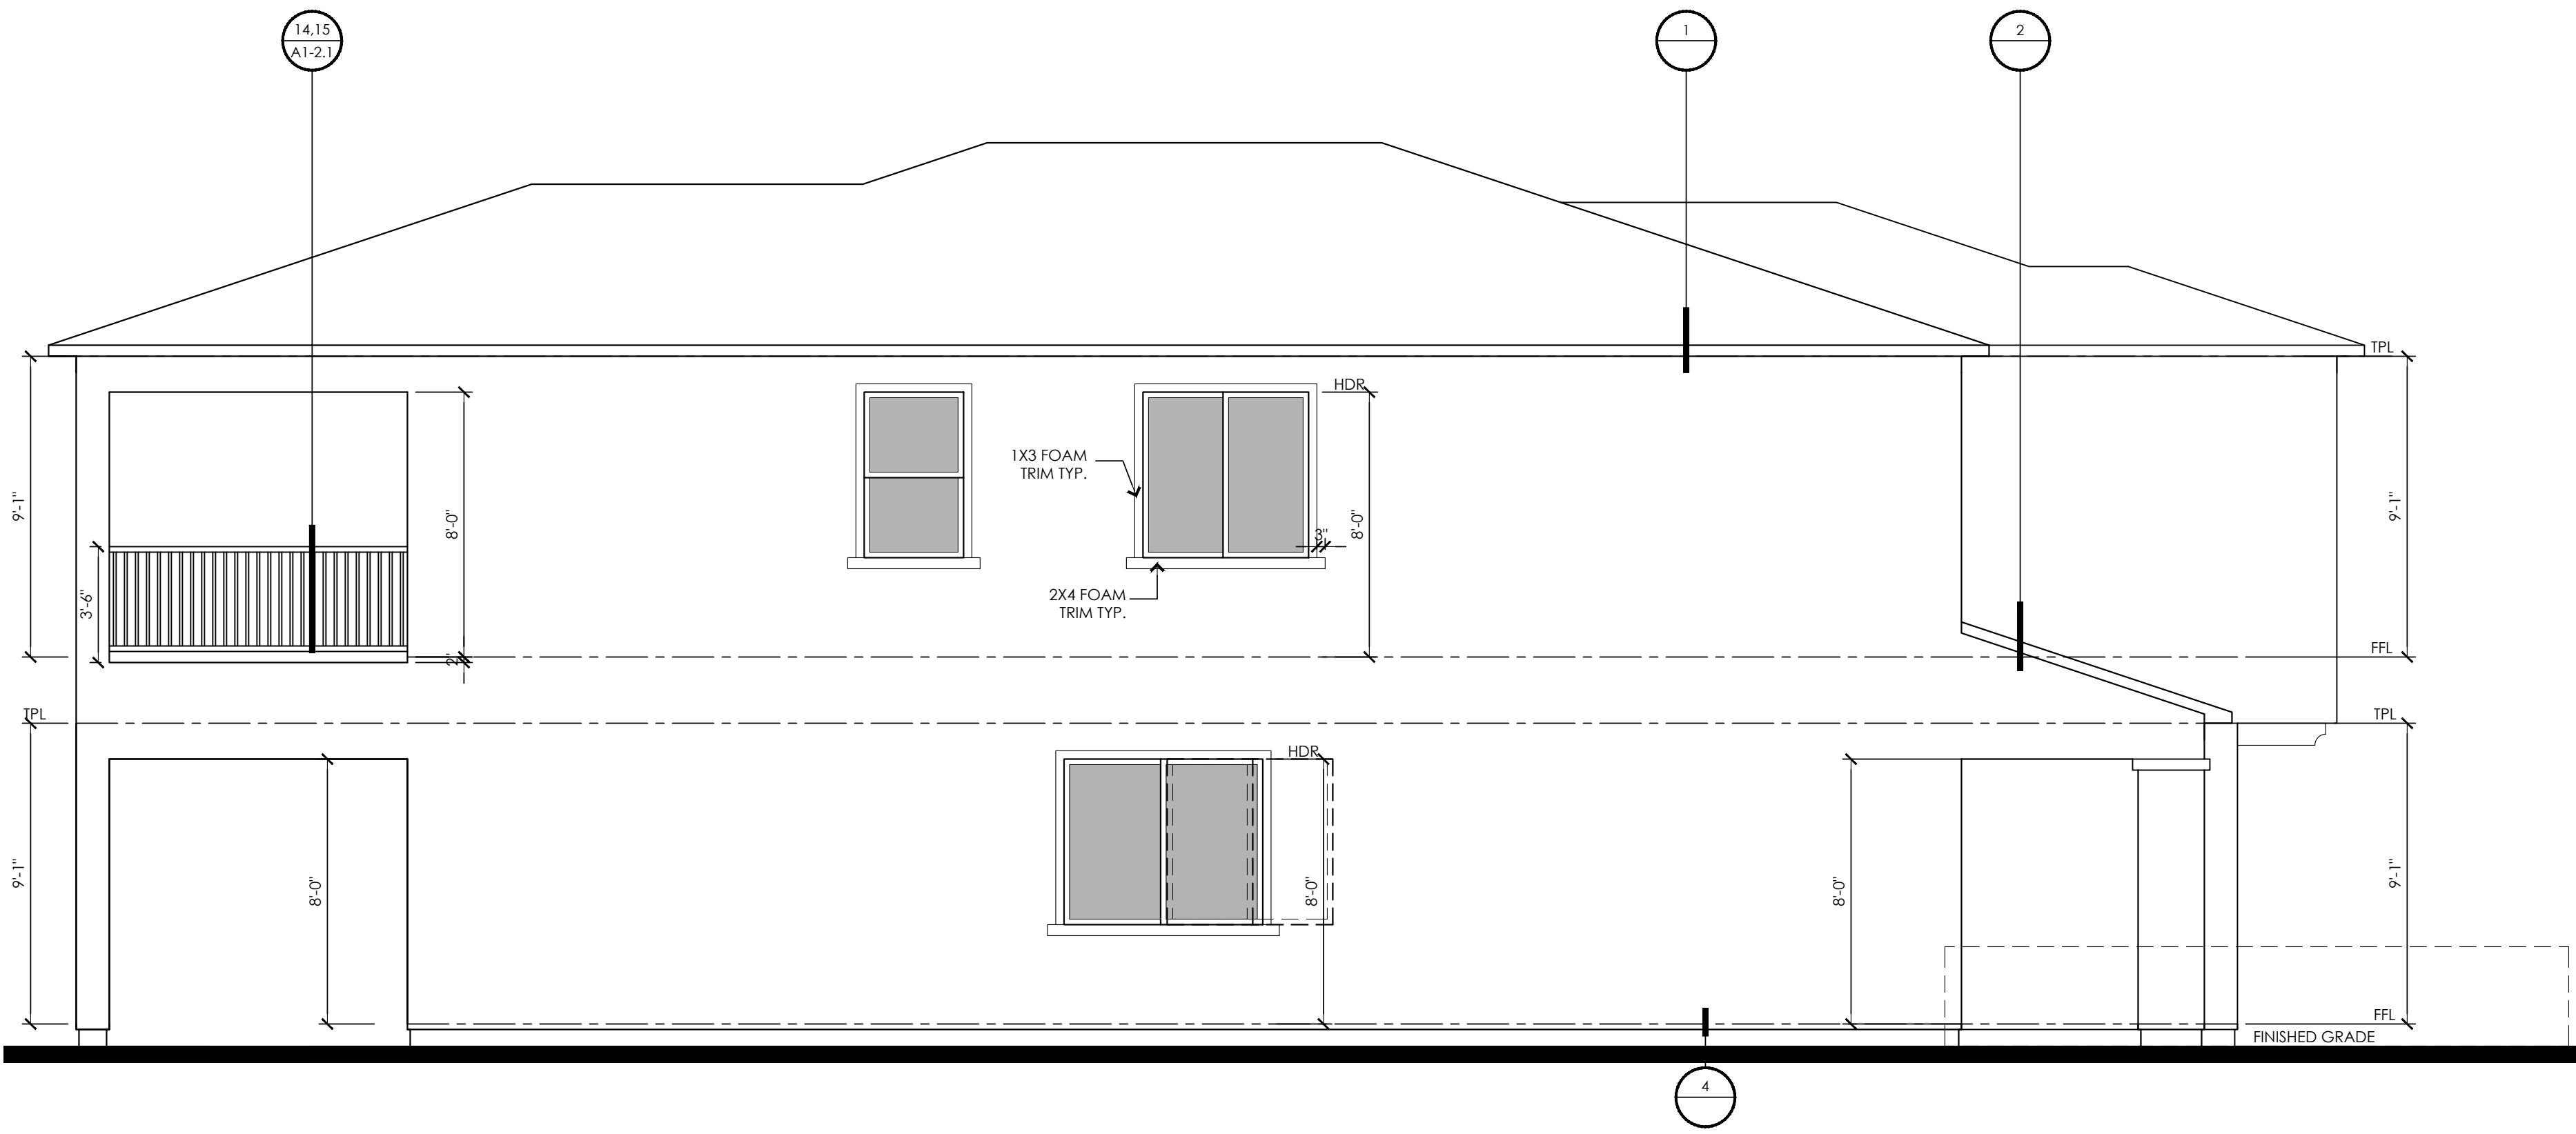 14,15
A1-2.1
1
2
TPL
HDR
1X3 FOAM
TRIM TYP.
9'-1"
8'-0"
3"
8'-0"
9'-1"
3'-6"
2X4 FOAM
TRIM TYP.
2"
FFL
TPL
TPL
HDR
9'-1"
8'-0"
8'-0"
8'-0"
9'-1"
FFL
FINISHED GRADE
4